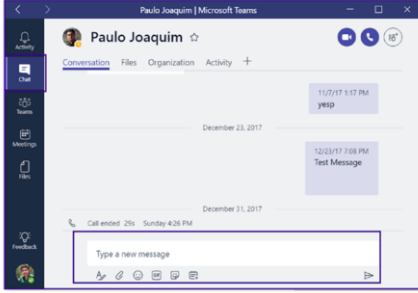 Paulo Joaquim | Microsoft Teams
Activity
Chat
Teams
Meetings
Files
Feedback
Paulo Joaquim
Conversation Files Organization Activity
11/7/17 1:17 PM
yesp
December 23, 2017
12/23/17 7:08 PM
Test Message
December 31, 2017
Call ended 29s Sunday 4:26 PM
Type a new message